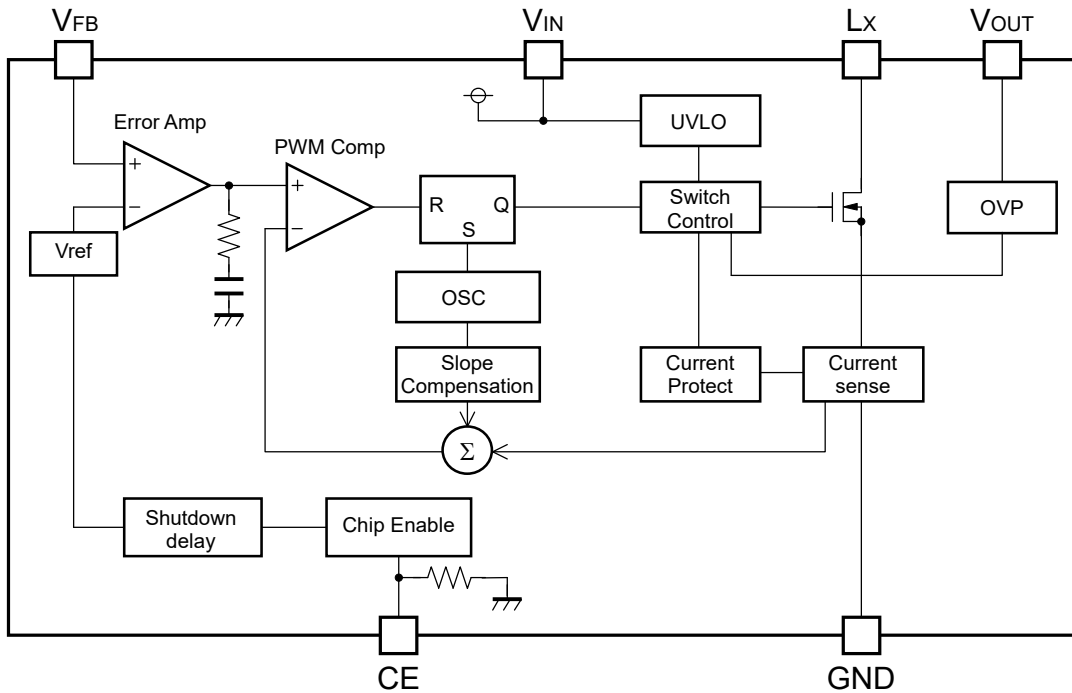 VFB
VIN
LX
VOUT
Error Amp
PWM Comp
UVLO
+
−
+
−
R
Q
S
Switch
Control
OVP
Vref
OSC
Slope
Compensation
Current
Protect
Current
sense
Σ
Shutdown
delay
Chip Enable
CE
GND